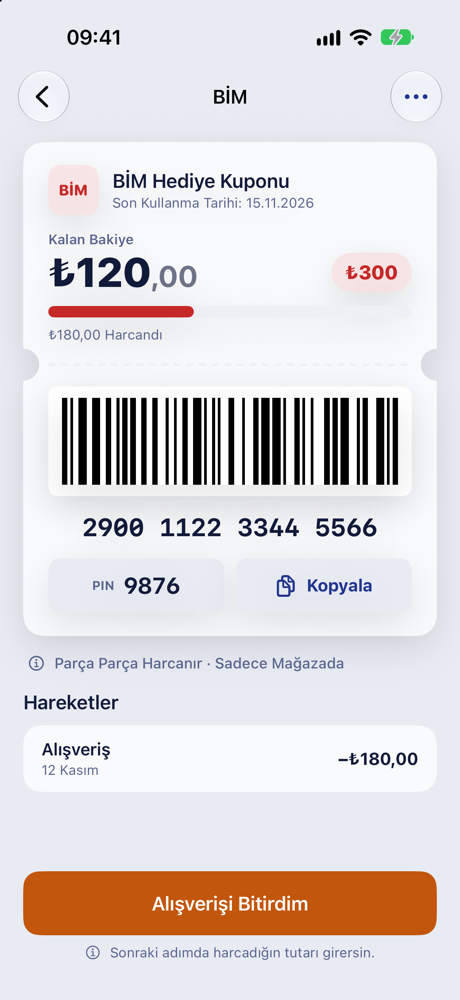 09:41
BİM
BİM
BİM Hediye Kuponu
Son Kullanma Tarihi: 15.11.2026
Kalan Bakiye
₺120,00
₺300
₺180,00 Harcandı
2900 1122 3344 5566
PIN 9876
Kopyala
Parça Parça Harcanır · Sadece Mağazada
Hareketler
Alışveriş
12 Kasım
−₺180,00
Alışverişi Bitirdim
Sonraki adımda harcadığın tutarı girersin.